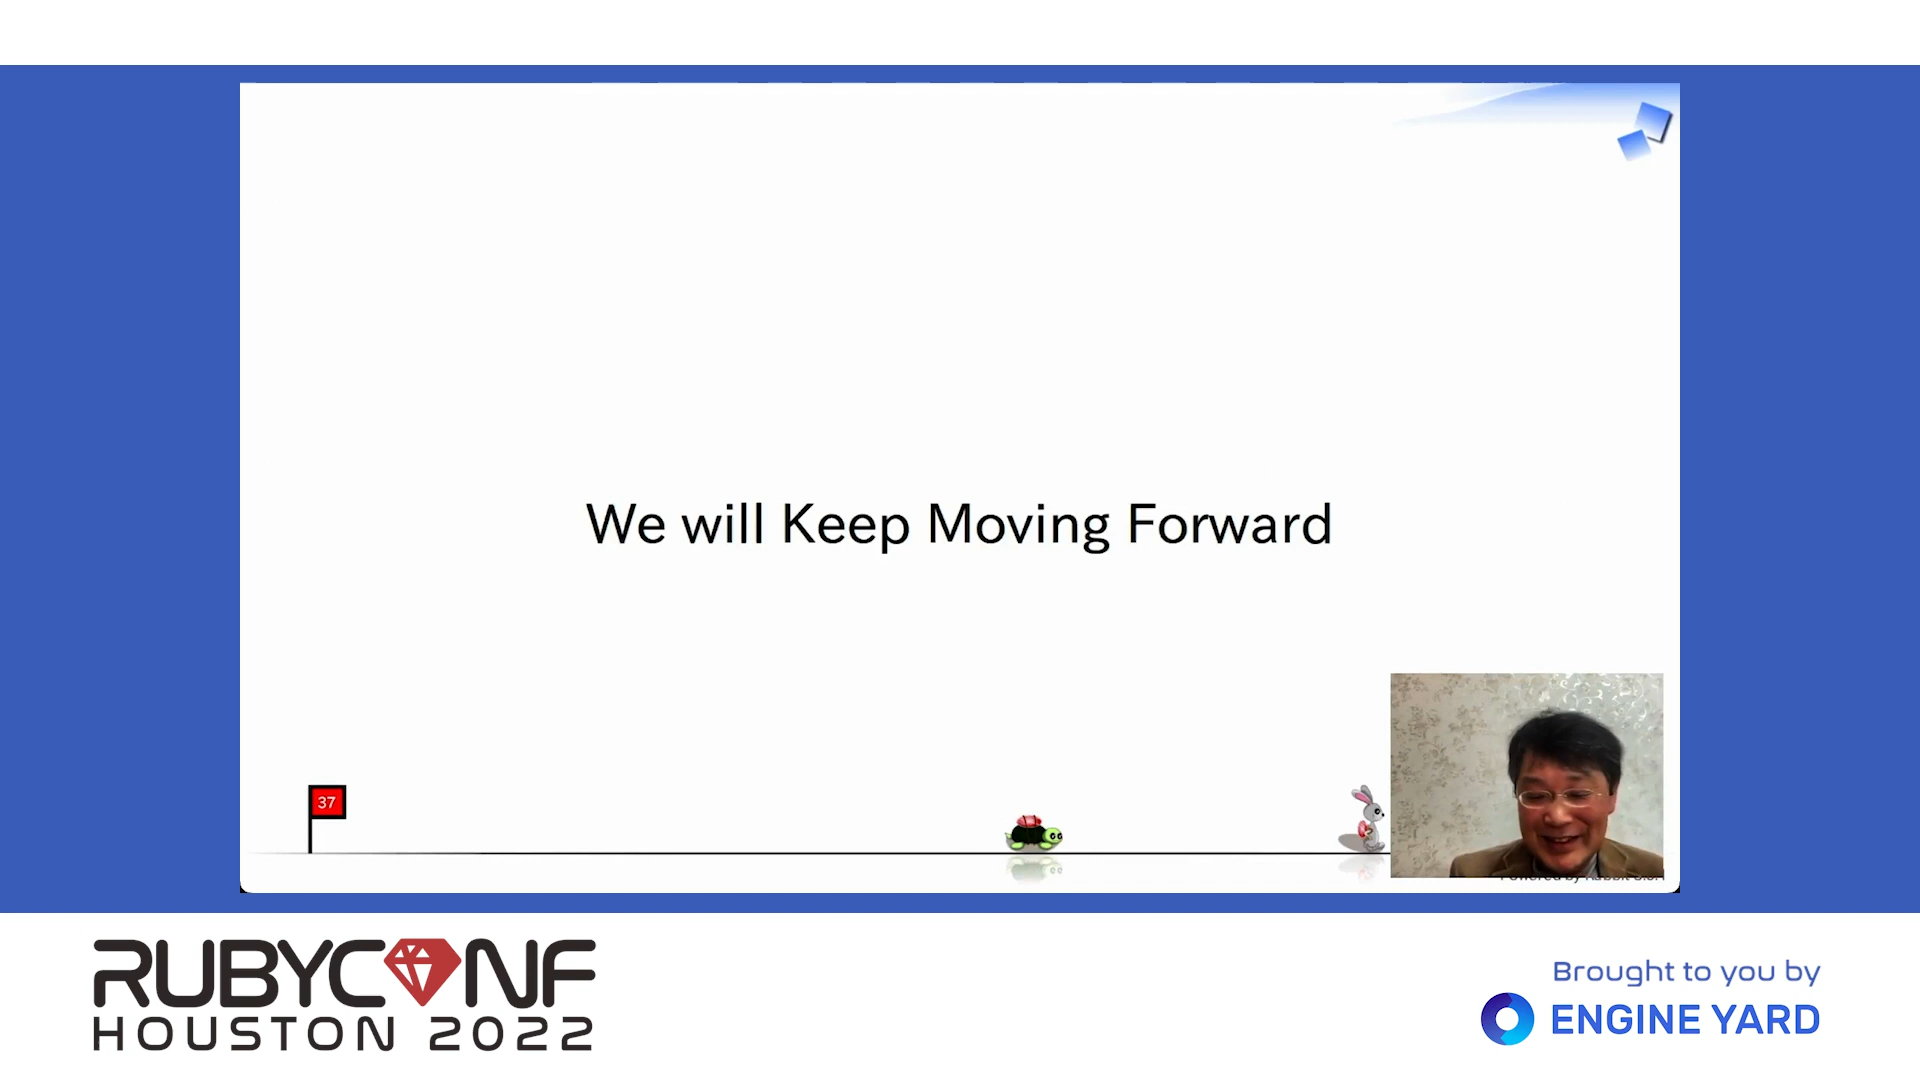 We will Keep Moving Forward
37
RUBYCONF
HOUSTON 2022
Brought to you by
ENGINE YARD